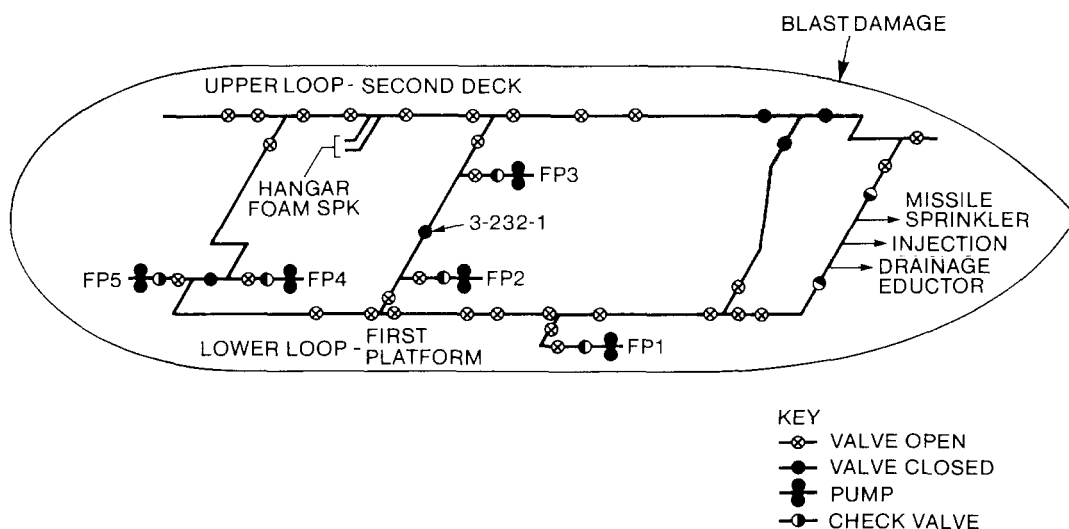 BLAST DAMAGE
UPPER LOOP - SECOND DECK
HANGAR
FOAM SPK
FP3
3-232-1
MISSILE
SPRINKLER
INJECTION
DRAINAGE
EDUCTOR
FP5
FP4
FP2
LOWER LOOP - FIRST
PLATFORM
FP1
KEY
VALVE OPEN
VALVE CLOSED
PUMP
CHECK VALVE